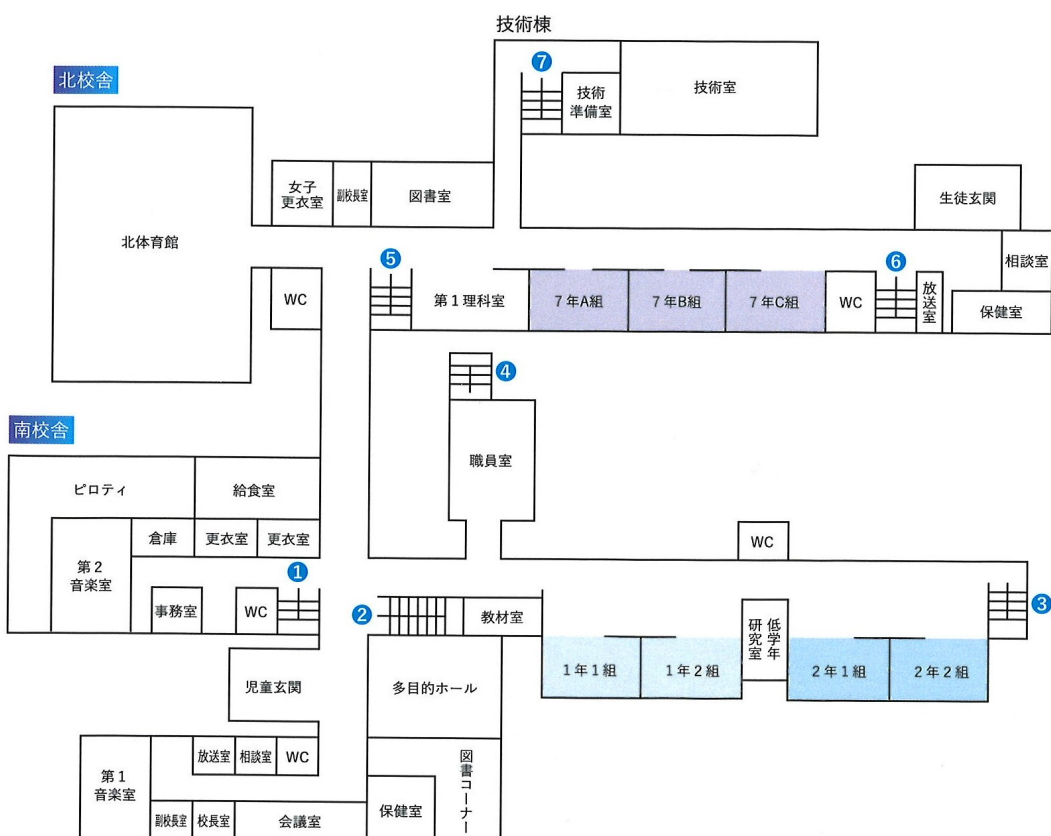 技術棟
⑦
北校舎
技術
準備室
技術室
女子
更衣室
副校長室
図書室
生徒玄関
北体育館
⑤
⑥
相談室
WC
第1理科室
7年A組
7年B組
7年C組
WC
放送室
保健室
④
南校舎
職員室
ピロティ
給食室
倉庫
更衣室
更衣室
WC
第2
音楽室
①
事務室
WC
②
教材室
③
低学年
研究室
1年1組
1年2組
2年1組
2年2組
児童玄関
多目的ホール
放送室
相談室
WC
図書コーナー
第1
音楽室
保健室
副校長室
校長室
会議室